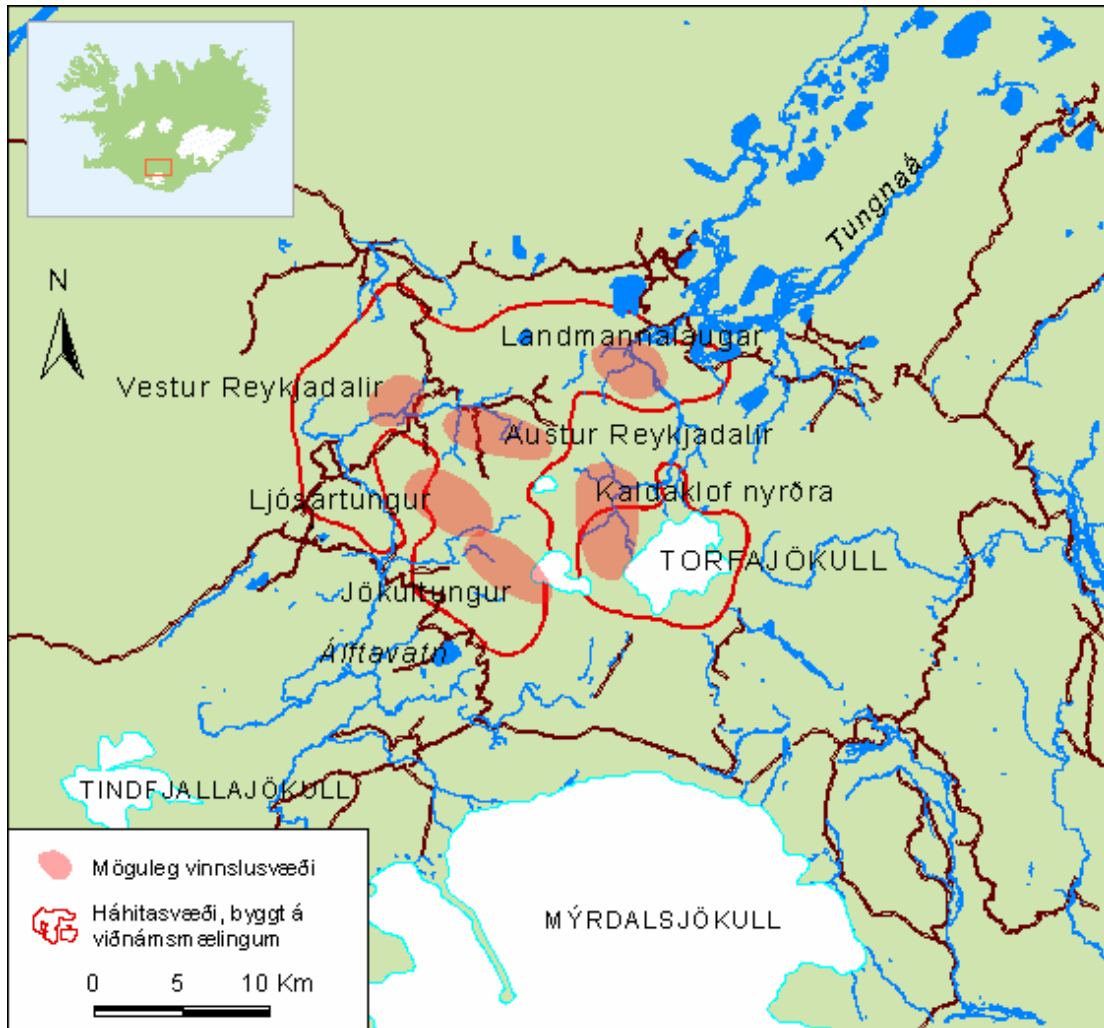 N
Tungnaá
Landmannalaugar
Vestur Reykjadalir
Austur Reykjadalir
Ljósártungur
Kaldaklof nyrðra
TORFAJÖKULL
Jökultungur
Álftavatn
TINDFJALLAJÖKULL
MÝRDALSJÖKULL
Möguleg vinnslusvæði
Háhitasvæði, byggt á
viðnámsmælingum
0 5 10 Km